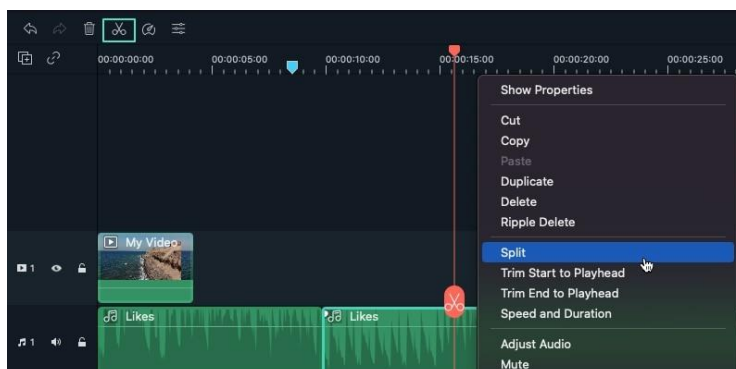 00:00:00:00 00:00:05:00 00:00:10:00 00:00:15:00 00:00:20:00 00:00:25:00
Show Properties
Cut
Copy
Paste
Duplicate
Delete
Ripple Delete
My Video
Split
1
Trim Start to Playhead
Trim End to Playhead
Speed and Duration
Likes
Likes
1
Adjust Audio
Mute